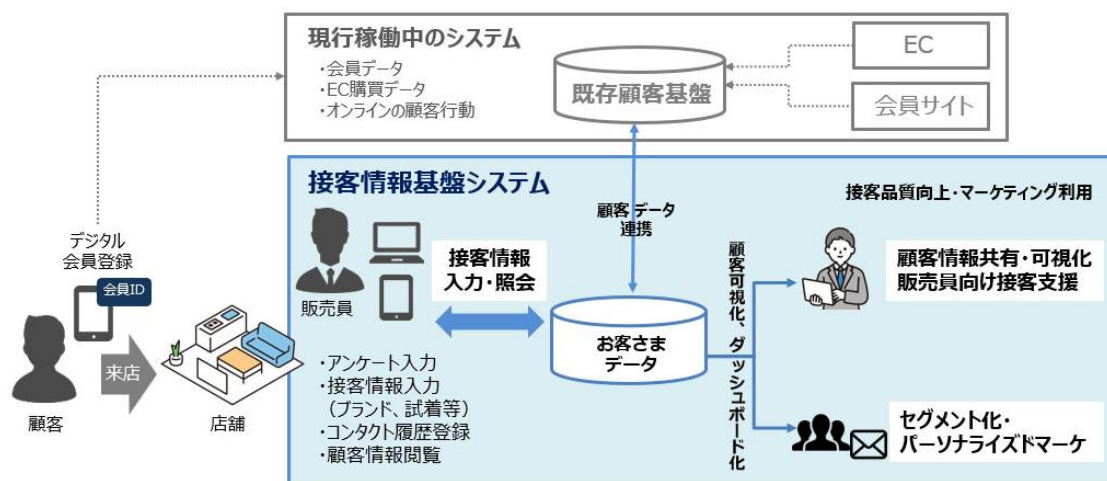 現行稼働中のシステム
・会員データ
・EC購買データ
・オンラインの顧客行動
既存顧客基盤
EC
会員サイト
接客情報基盤システム
接客品質向上・マーケティング利用
顧客 データ
連携
デジタル
会員登録
会員ID
顧客
来店
店舗
販売員
接客情報
入力・照会
・アンケート入力
・接客情報入力
（ブランド、試着等）
・コンタクト履歴登録
・顧客情報閲覧
お客さま
データ
顧客可視化、ダッシュボード化
顧客情報共有・可視化
販売員向け接客支援
セグメント化・
パーソナライズドマーケ